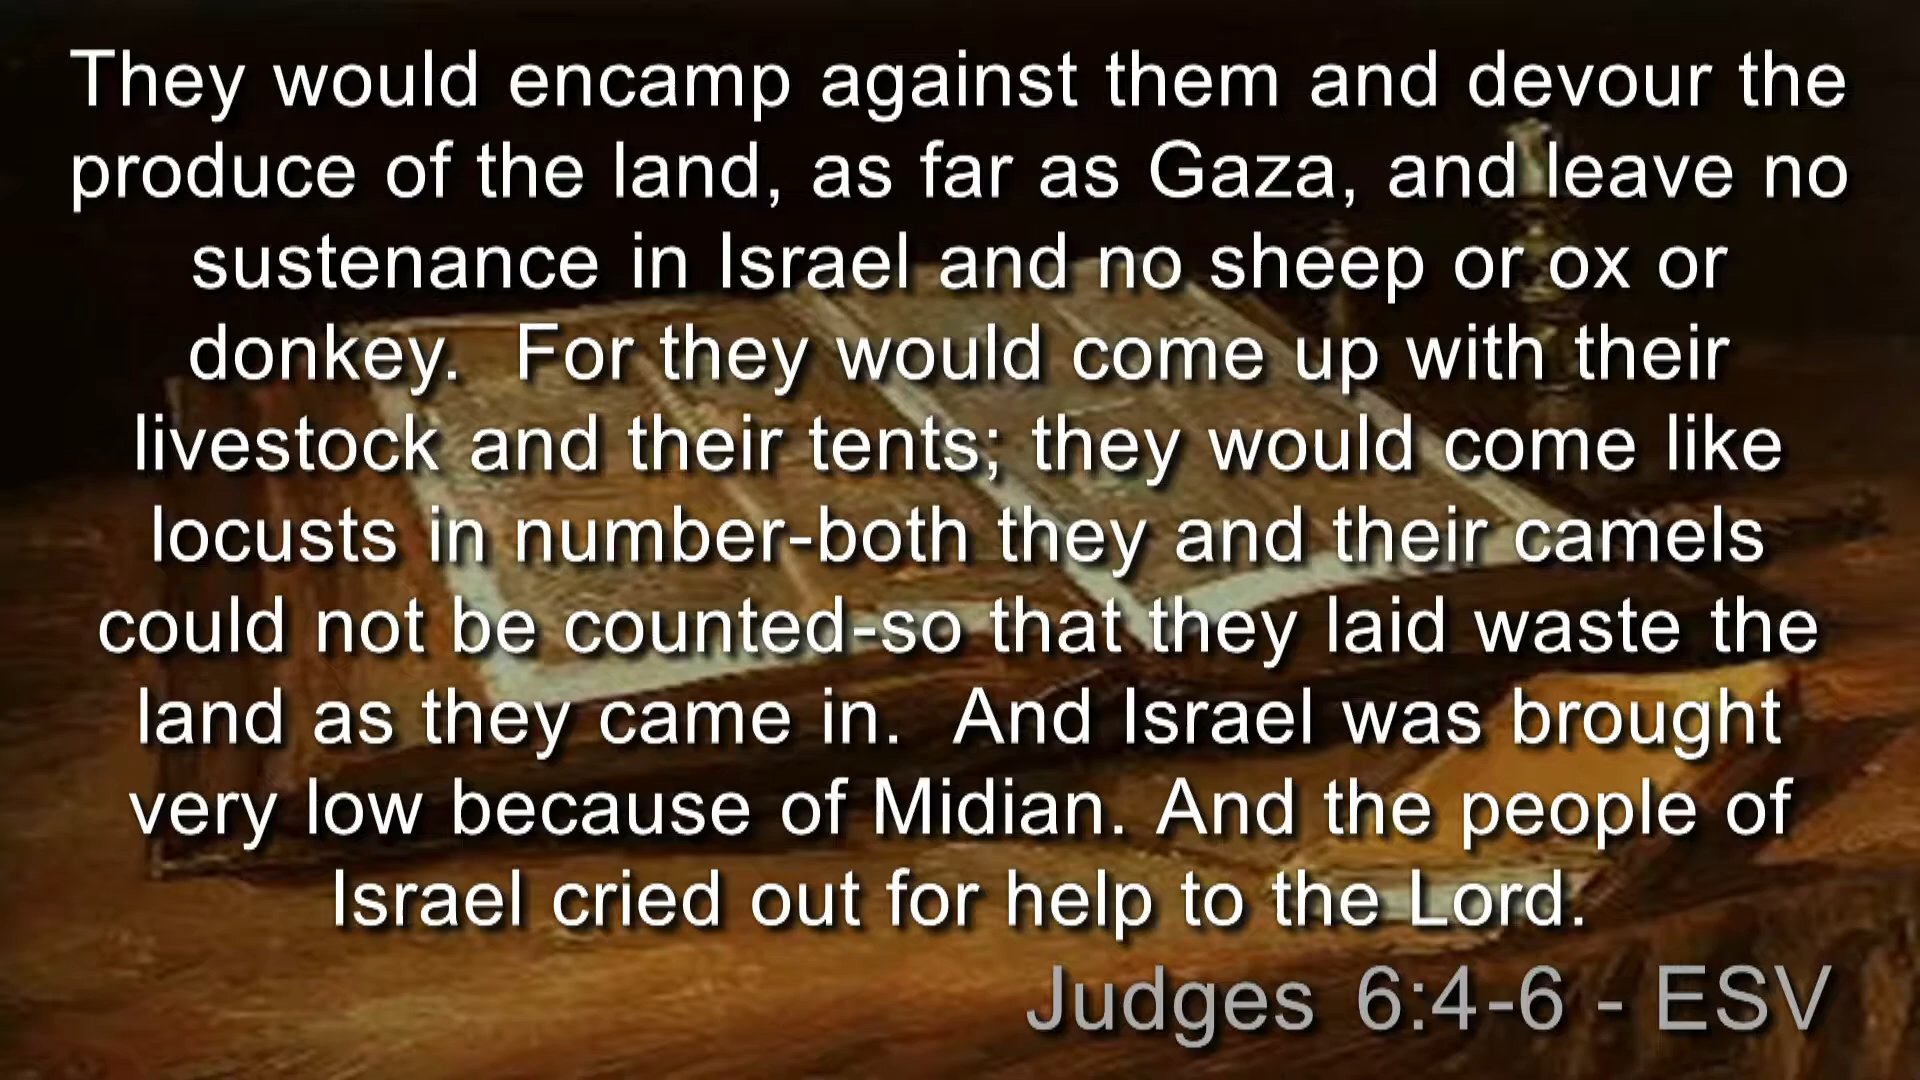 They would encamp against them and devour the
produce of the land, as far as Gaza, and leave no
sustenance in Israel and no sheep or ox or
donkey.  For they would come up with their
livestock and their tents; they would come like
locusts in number-both they and their camels
could not be counted-so that they laid waste the
land as they came in.  And Israel was brought
very low because of Midian. And the people of
Israel cried out for help to the Lord.
Judges 6:4-6 - ESV